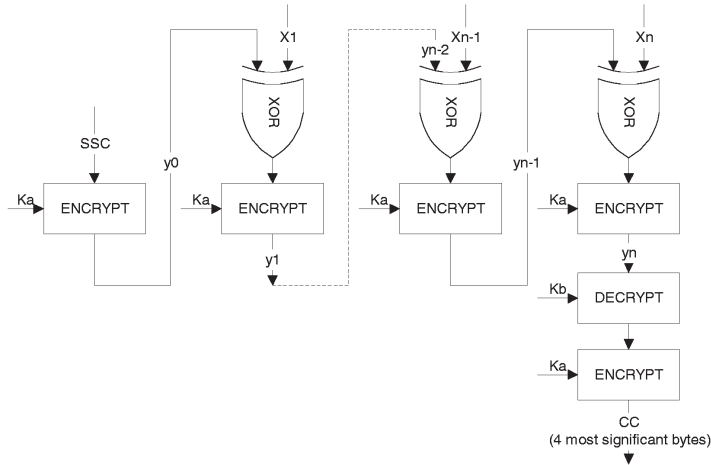 X1
Xn-1
Xn
yn-2
XOR
XOR
XOR
SSC
y0
yn-1
Ka
ENCRYPT
Ka
ENCRYPT
Ka
ENCRYPT
Ka
ENCRYPT
y1
yn
Kb
DECRYPT
Ka
ENCRYPT
CC
(4 most significant bytes)